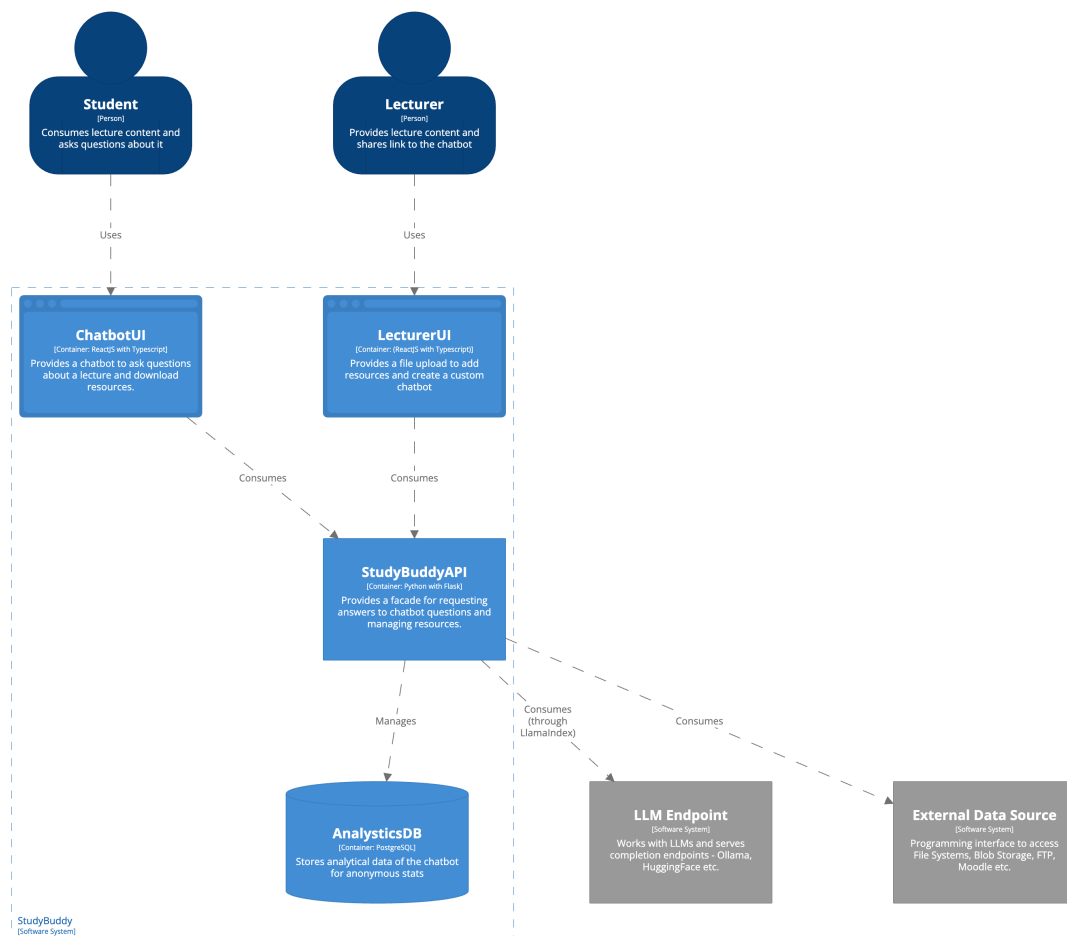 Student
[Person]
Consumes lecture content and
asks questions about it
Lecturer
[Person]
Provides lecture content and
shares link to the chatbot
Uses
Uses
ChatbotUI
[Container: ReactJS with Typescript]
Provides a chatbot to ask questions
about a lecture and download
resources.
LecturerUI
[Container: (ReactJS with Typescript)]
Provides a file upload to add
resources and create a custom
chatbot
Consumes
Consumes
StudyBuddyAPI
[Container: Python with Flask]
Provides a facade for requesting
answers to chatbot questions and
managing resources.
Manages
Consumes
(through
LlamaIndex)
Consumes
AnalysticsDB
[Container: PostgreSQL]
Stores analytical data of the chatbot
for anonymous stats
LLM Endpoint
[Software System]
Works with LLMs and serves
completion endpoints - Ollama,
HuggingFace etc.
External Data Source
[Software System]
Programming interface to access
File Systems, Blob Storage, FTP,
Moodle etc.
StudyBuddy
[Software System]